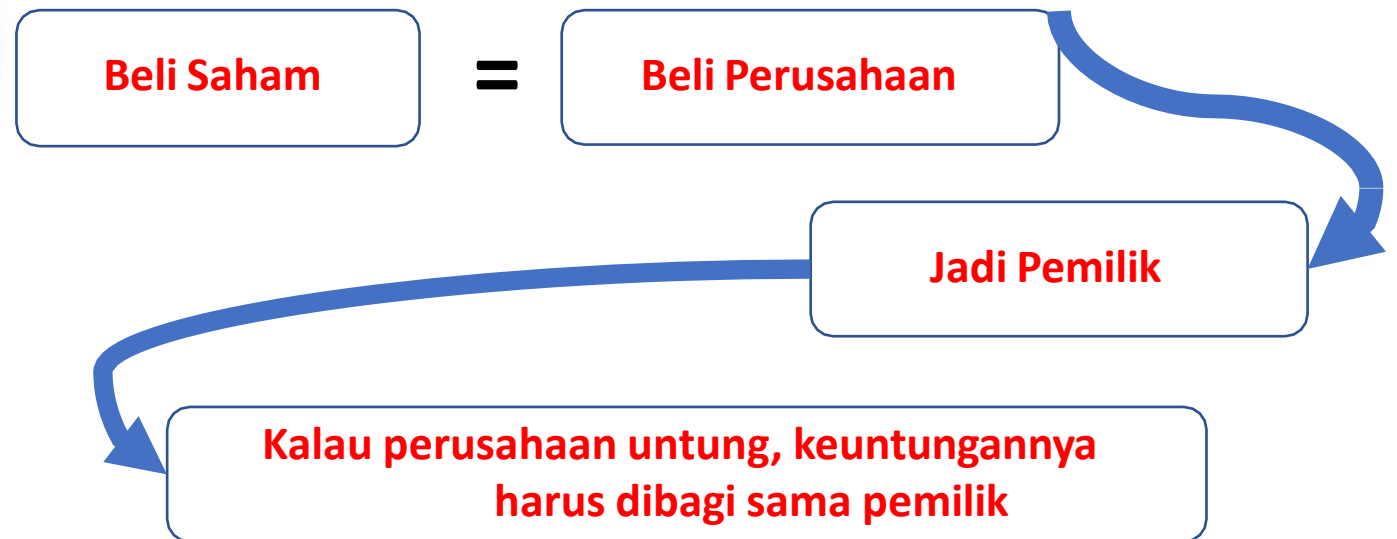 Beli Saham = Beli Perusahaan
Jadi Pemilik
Kalau perusahaan untung, keuntungannya
harus dibagi sama pemilik